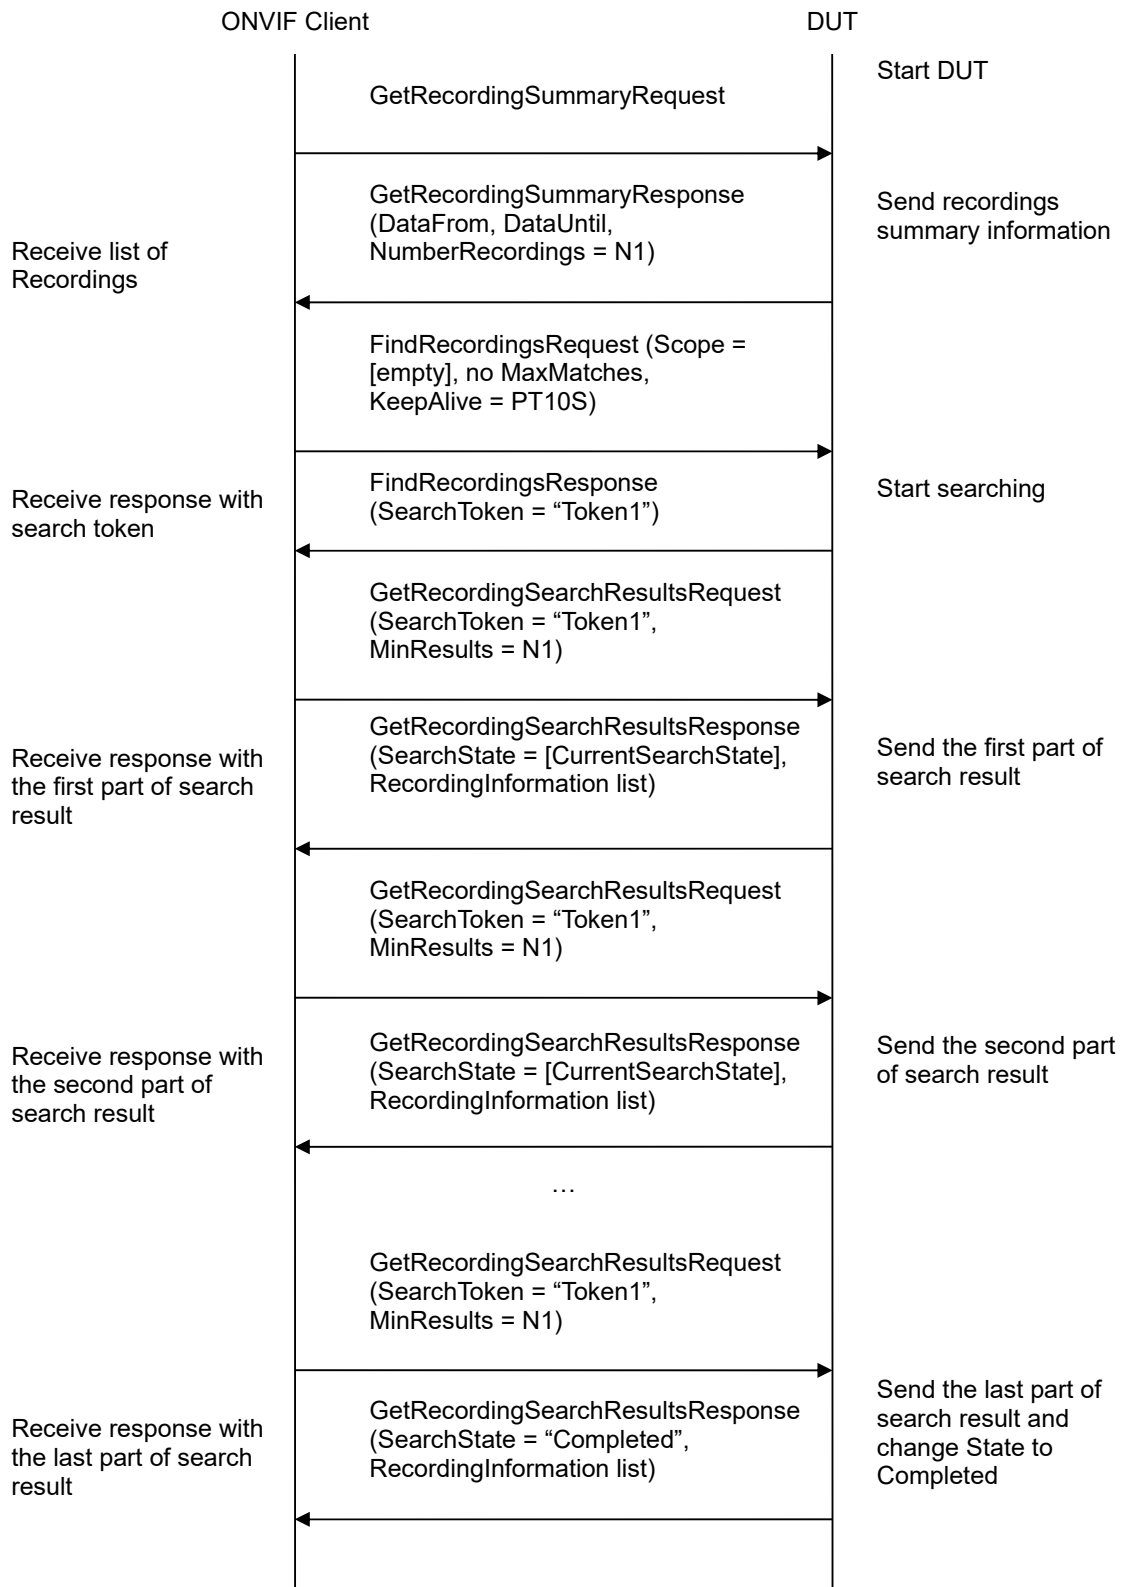 ONVIF Client
DUT
Start DUT
GetRecordingSummaryRequest
GetRecordingSummaryResponse
(DataFrom, DataUntil,
NumberRecordings = N1)
Send recordings
summary information
Receive list of
Recordings
FindRecordingsRequest (Scope =
[empty], no MaxMatches,
KeepAlive = PT10S)
FindRecordingsResponse
(SearchToken = “Token1”)
Start searching
Receive response with
search token
GetRecordingSearchResultsRequest
(SearchToken = “Token1”,
MinResults = N1)
GetRecordingSearchResultsResponse
(SearchState = [CurrentSearchState],
RecordingInformation list)
Send the first part of
search result
Receive response with
the first part of search
result
GetRecordingSearchResultsRequest
(SearchToken = “Token1”,
MinResults = N1)
GetRecordingSearchResultsResponse
(SearchState = [CurrentSearchState],
RecordingInformation list)
Send the second part
of search result
Receive response with
the second part of
search result
…
GetRecordingSearchResultsRequest
(SearchToken = “Token1”,
MinResults = N1)
Send the last part of
search result and
change State to
Completed
GetRecordingSearchResultsResponse
(SearchState = “Completed”,
RecordingInformation list)
Receive response with
the last part of search
result